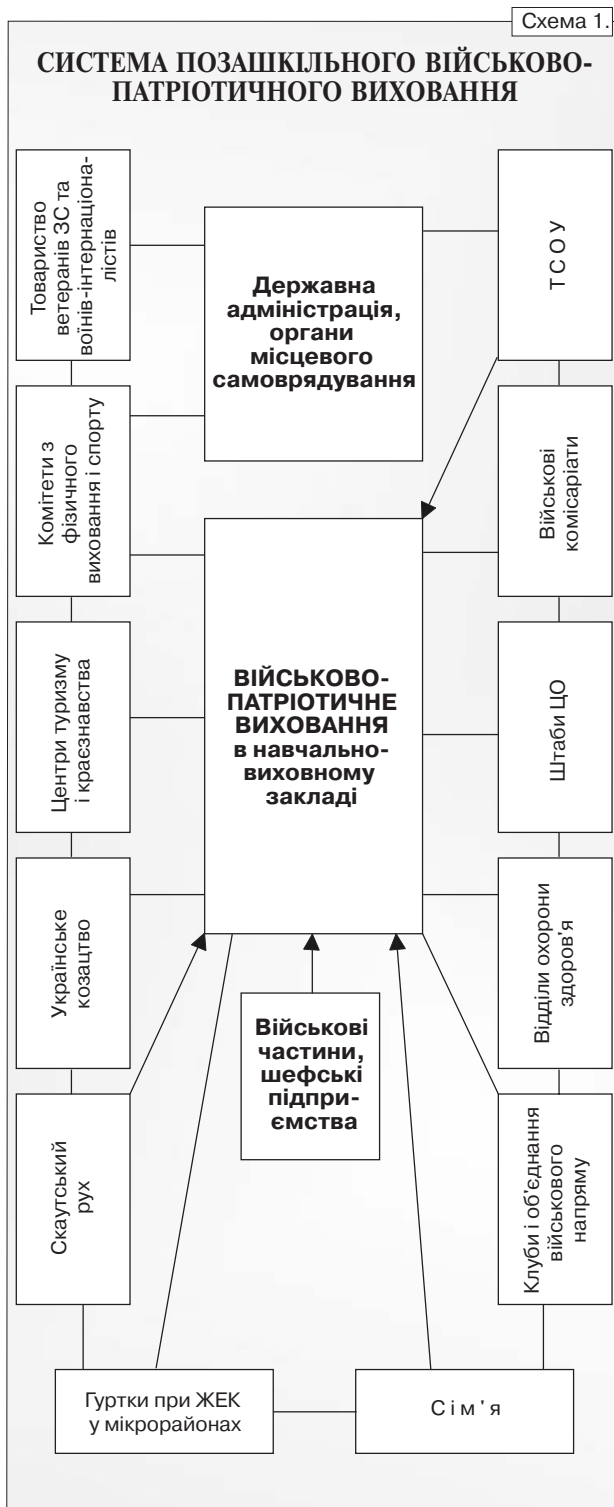 Схема 1.
СИСТЕМА ПОЗАШКІЛЬНОГО ВІЙСЬКОВО-
ПАТРІОТИЧНОГО ВИХОВАННЯ
Товариство
ветеранів ЗС та
воїнів-інтернаціона-
лістів
Державна
адміністрація,
органи
місцевого
самоврядування
Т С О У
Комітети з
фізичного
виховання і спорту
Військові
комісаріати
ВІЙСЬКОВО-
ПАТРІОТИЧНЕ
ВИХОВАННЯ
в навчально-
виховному
закладі
Центри туризму
і краєзнавства
Штаби ЦО
Українське
козацтво
Відділи охорони
здоров'я
Військові
частини,
шефські
підпри-
ємства
Скаутський
рух
Клуби і об'єднання
військового
напряму
Гуртки при ЖЕК
у мікрорайонах
С і м ' я